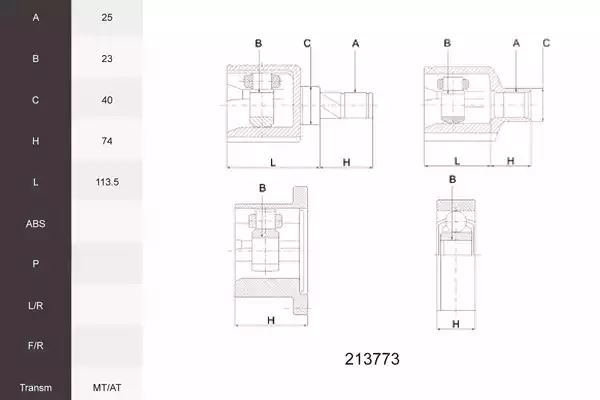 A 25
B 23
C 40
H 74
L 113.5
ABS
P
L/R
F/R
Transm MT/AT
B C A
L H
B A C
L H
B
H
B
H
213773